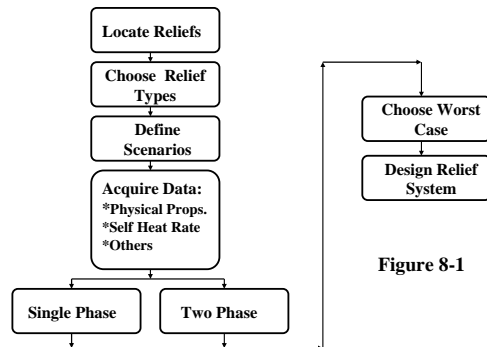 Locate Reliefs
Choose Relief
Types
Define
Scenarios
Acquire Data:
*Physical Props.
*Self Heat Rate
*Others
Single Phase
Two Phase
Choose Worst
Case
Design Relief
System
Figure 8-1